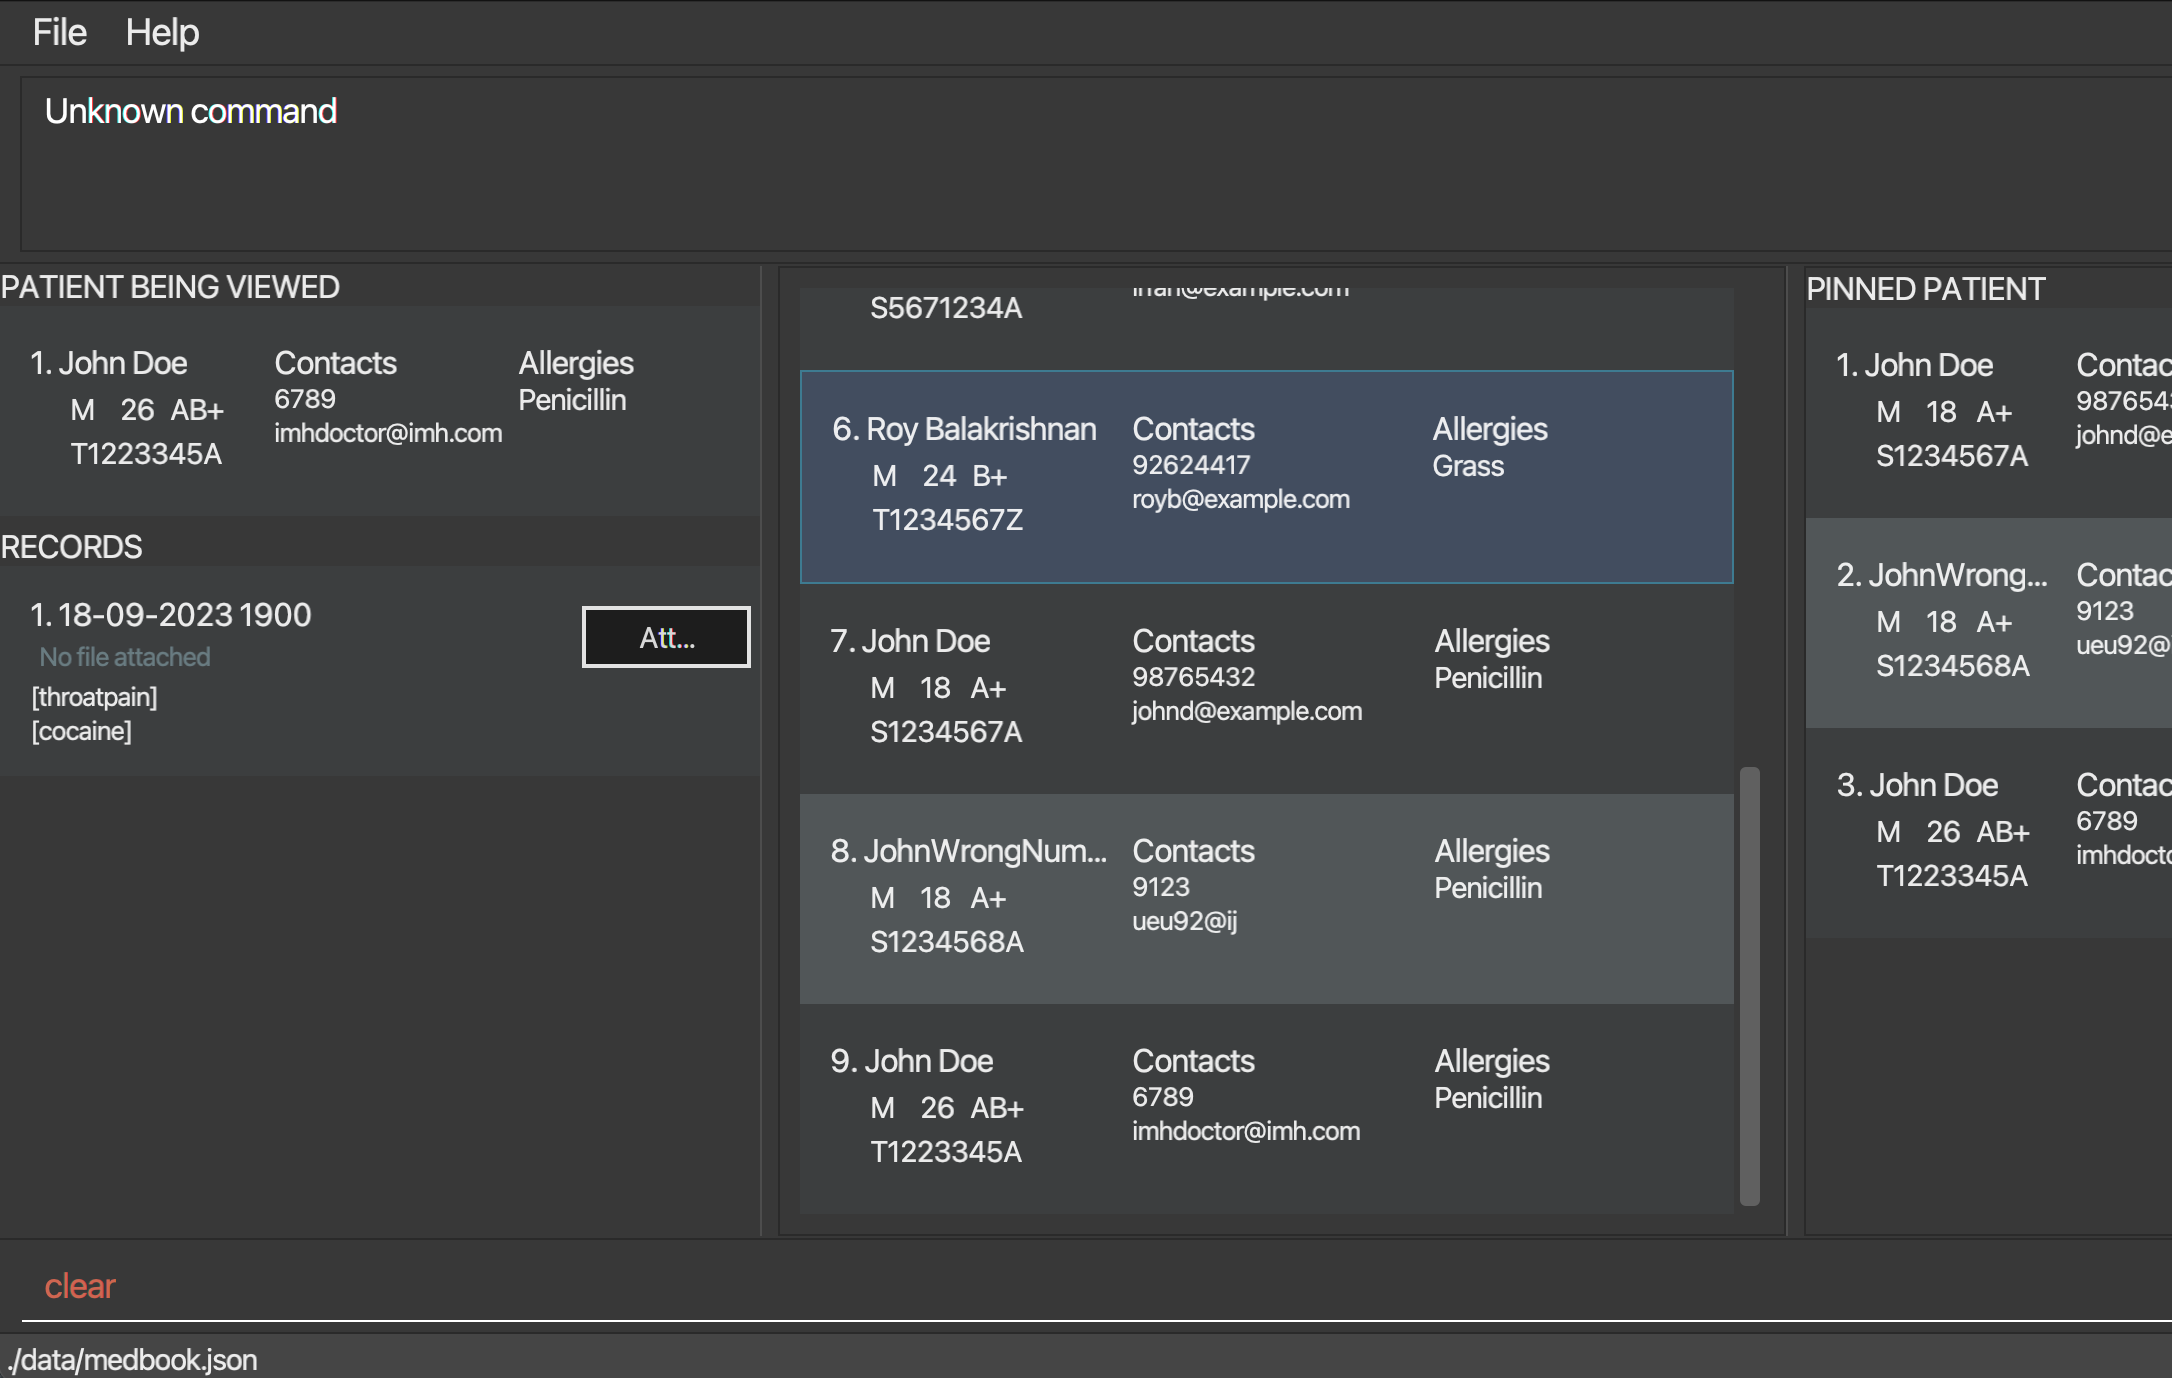 File Help
Unknown command
PATIENT BEING VIEWED
1. John Doe
M 26 AB+
T1223345A
Contacts
6789
imhdoctor@imh.com
Allergies
Penicillin
RECORDS
1. 18-09-2023 1900
No file attached
[throatpain]
[cocaine]
Att...
S5671234A
6. Roy Balakrishnan
M 24 B+
T1234567Z
Contacts
92624417
royb@example.com
Allergies
Grass
7. John Doe
M 18 A+
S1234567A
Contacts
98765432
johnd@example.com
Allergies
Penicillin
8. JohnWrongNum...
M 18 A+
S1234568A
Contacts
9123
ueu92@ij
Allergies
Penicillin
9. John Doe
M 26 AB+
T1223345A
Contacts
6789
imhdoctor@imh.com
Allergies
Penicillin
PINNED PATIENT
1. John Doe
M 18 A+
S1234567A
Contac
987654
johnd@e
2. JohnWrong...
M 18 A+
S1234568A
Contac
9123
ueu92@
3. John Doe
M 26 AB+
T1223345A
Contac
6789
imhdocto
clear
./data/medbook.json